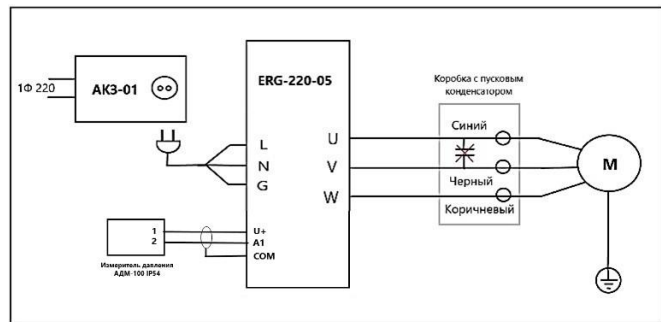 1Ф 220
АКЗ-01
ERG-220-05
L
N
G
U
V
W
Коробка с пусковым
конденсатором
Синий
Черный
Коричневый
М
1
2
U+
A1
COM
Измеритель давления
АДМ-100 IP54